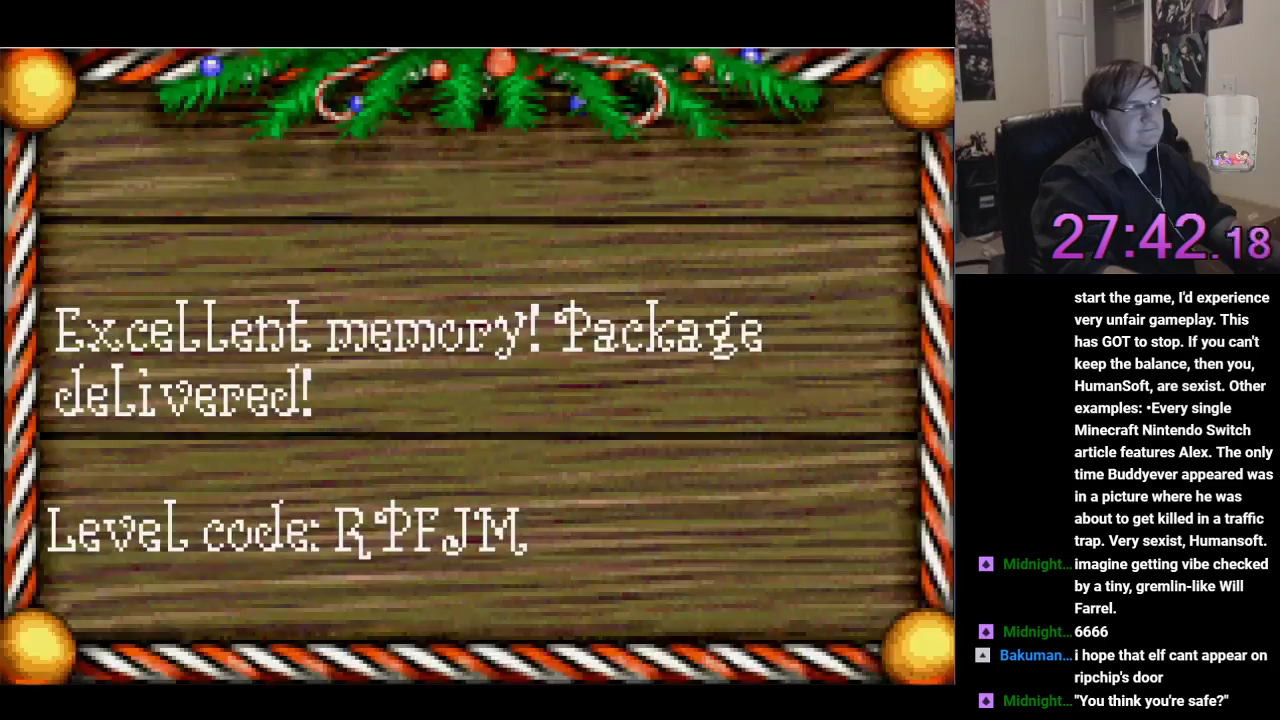 Excellent memory! Package
delivered!
Level code: RPFJM
27:42.18
start the game, I'd experience
very unfair gameplay. This
has GOT to stop. If you can't
keep the balance, then you,
HumanSoft, are sexist. Other
examples: •Every single
Minecraft Nintendo Switch
article features Alex. The only
time Buddyever appeared was
in a picture where he was
about to get killed in a traffic
trap. Very sexist, Humansoft.
Midnight... imagine getting vibe checked
by a tiny, gremlin-like Will
Farrel.
Midnight... 6666
Bakuman... i hope that elf cant appear on
ripchip's door
Midnight... "You think you're safe?"